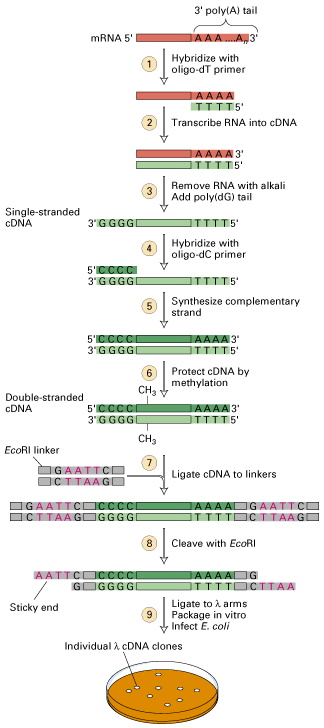 3' poly(A) tail
mRNA 5' A A A ....Aₙ 3'
1 Hybridize with
oligo-dT primer
A A A A
T T T T 5'
2 Transcribe RNA into cDNA
A A A A 3'
T T T T 5'
3 Remove RNA with alkali
Add poly(dG) tail
Single-stranded
cDNA
3' G G G G T T T T 5'
4 Hybridize with
oligo-dC primer
5' C C C C
3' G G G G T T T T 5'
5 Synthesize complementary
strand
5' C C C C A A A A 3'
3' G G G G T T T T 5'
6 Protect cDNA by
methylation
Double-stranded
cDNA
CH₃
5' C C C C A A A A 3'
3' G G G G T T T T 5'
CH₃
EcoRI linker
G A A T T C
C T T A A G
7 Ligate cDNA to linkers
G A A T T C C C C C A A A A G A A T T C
C T T A A G G G G G T T T T C T T A A G
8 Cleave with EcoRI
A A T T C C C C C A A A A G
G G G G G T T T T C T T A A
Sticky end
9 Ligate to λ arms
Package in vitro
Infect E. coli
Individual λ cDNA clones